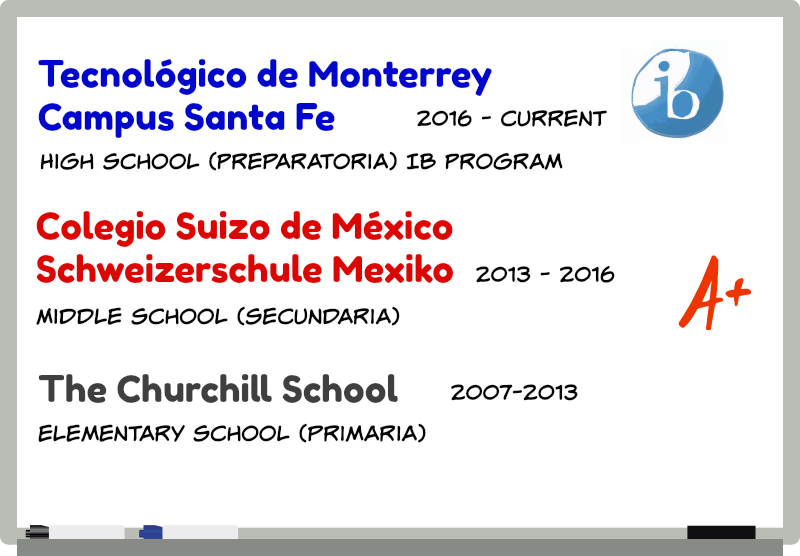 Tecnológico de Monterrey
Campus Santa Fe 2016 - CURRENT
ib
HIGH SCHOOL (PREPARATORIA) IB PROGRAM
Colegio Suizo de México
Schweizerschule Mexiko 2013 - 2016
A+
MIDDLE SCHOOL (SECUNDARIA)
The Churchill School 2007-2013
ELEMENTARY SCHOOL (PRIMARIA)